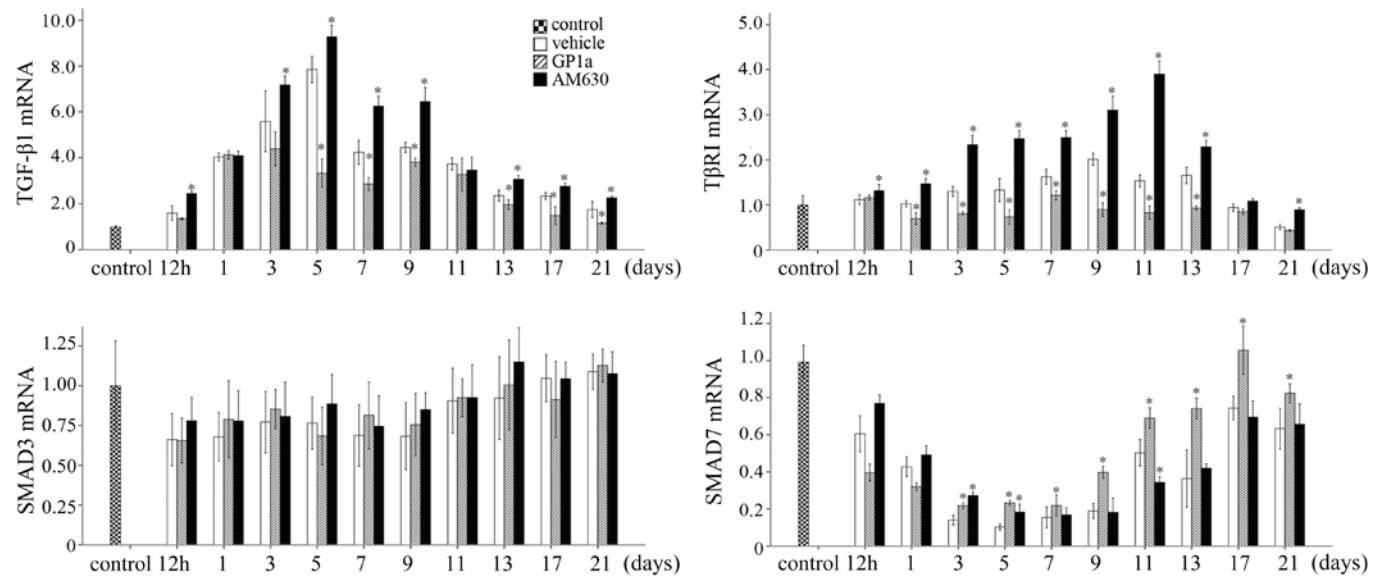 TGF-β1 mRNA
10.0
8.0
6.0
4.0
2.0
0
control
vehicle
GP1a
AM630
* * * * * * * * * * * * *
control 12h 1 3 5 7 9 11 13 17 21 (days)
TβRI mRNA
5.0
4.0
3.0
2.0
1.0
0
* * * * * * * * * * * * * * * *
control 12h 1 3 5 7 9 11 13 17 21 (days)
SMAD3 mRNA
1.25
1.00
0.75
0.50
0.25
0
control 12h 1 3 5 7 9 11 13 17 21 (days)
SMAD7 mRNA
1.2
1.0
0.6
0.4
0.2
0
* * * * * * * * * * *
control 12h 1 3 5 7 9 11 13 17 21 (days)